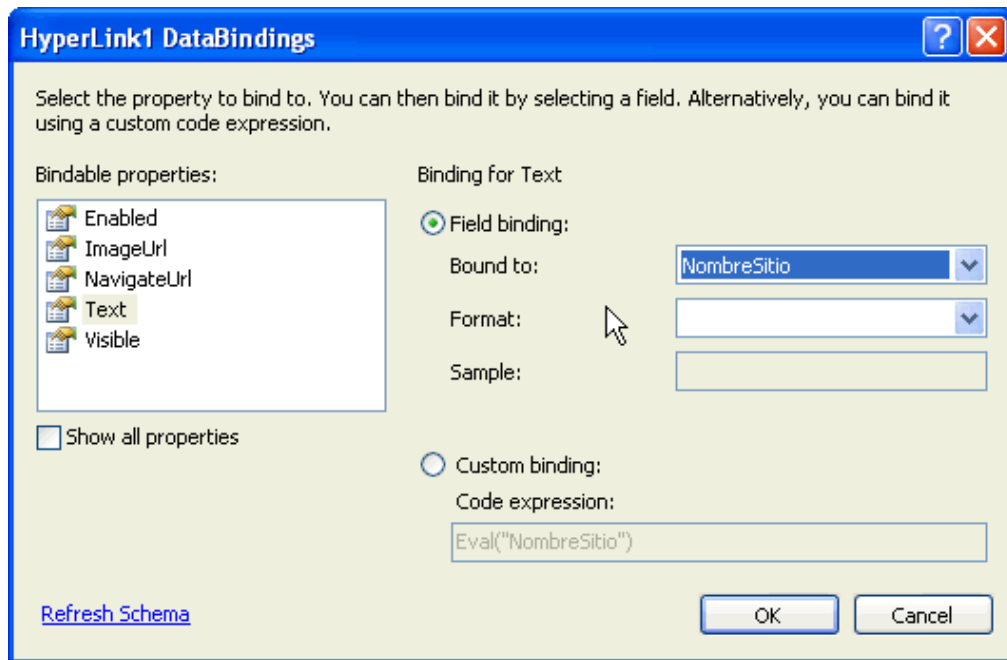 HyperLink1 DataBindings
Select the property to bind to. You can then bind it by selecting a field. Alternatively, you can bind it
using a custom code expression.
Bindable properties:
Enabled
ImageUrl
NavigateUrl
Text
Visible
Show all properties
Binding for Text
Field binding:
Bound to:
NombreSitio
Format:
Sample:
Custom binding:
Code expression:
Eval("NombreSitio")
Refresh Schema
OK
Cancel